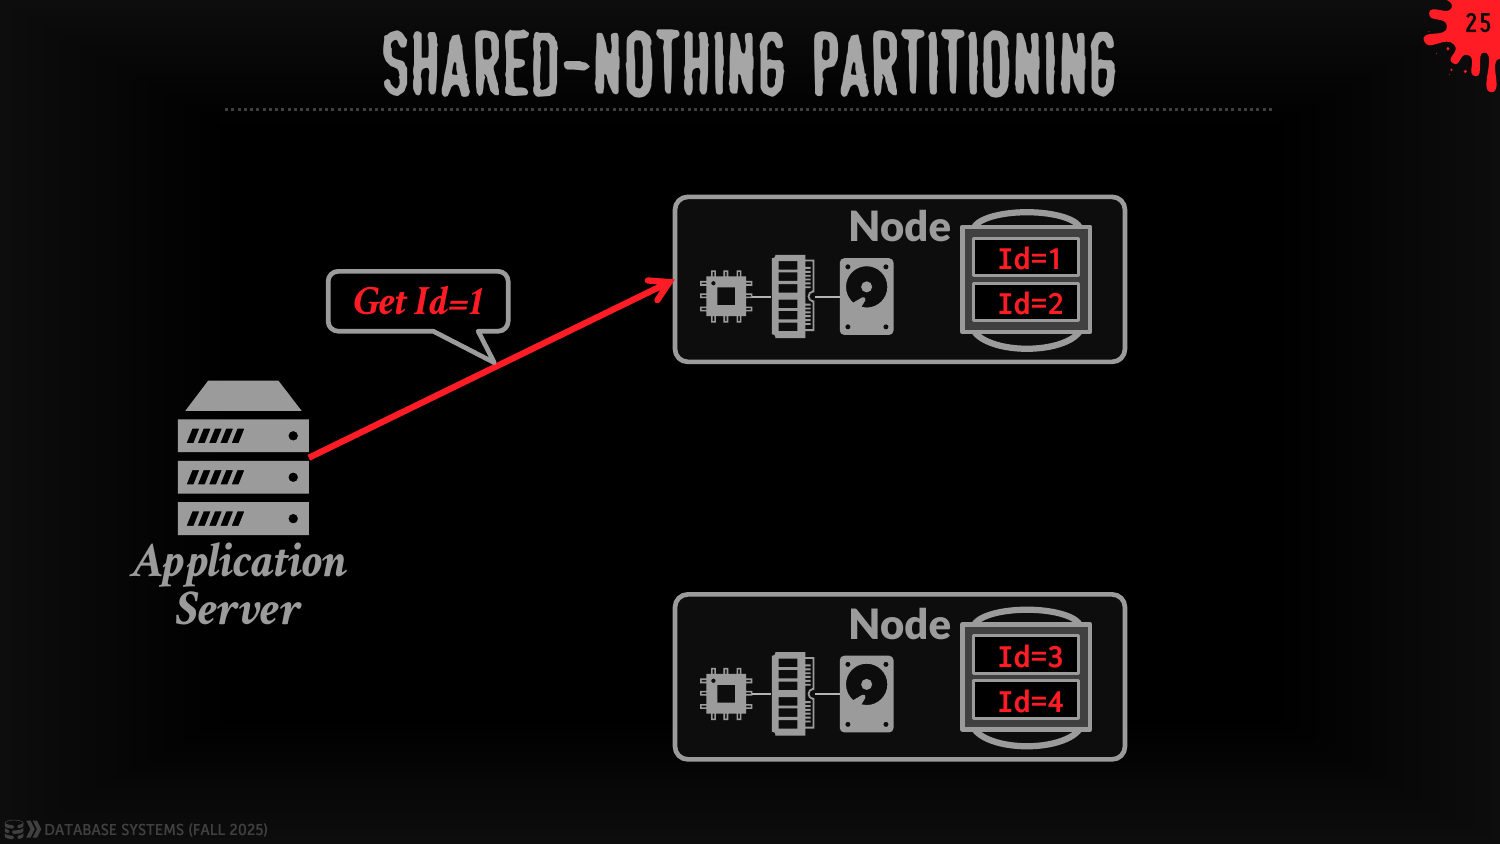 SHARED-NOTHING PARTITIONING
25
Node
Id=1
Id=2
Get Id=1
Application
Server
Node
Id=3
Id=4
DATABASE SYSTEMS (FALL 2025)